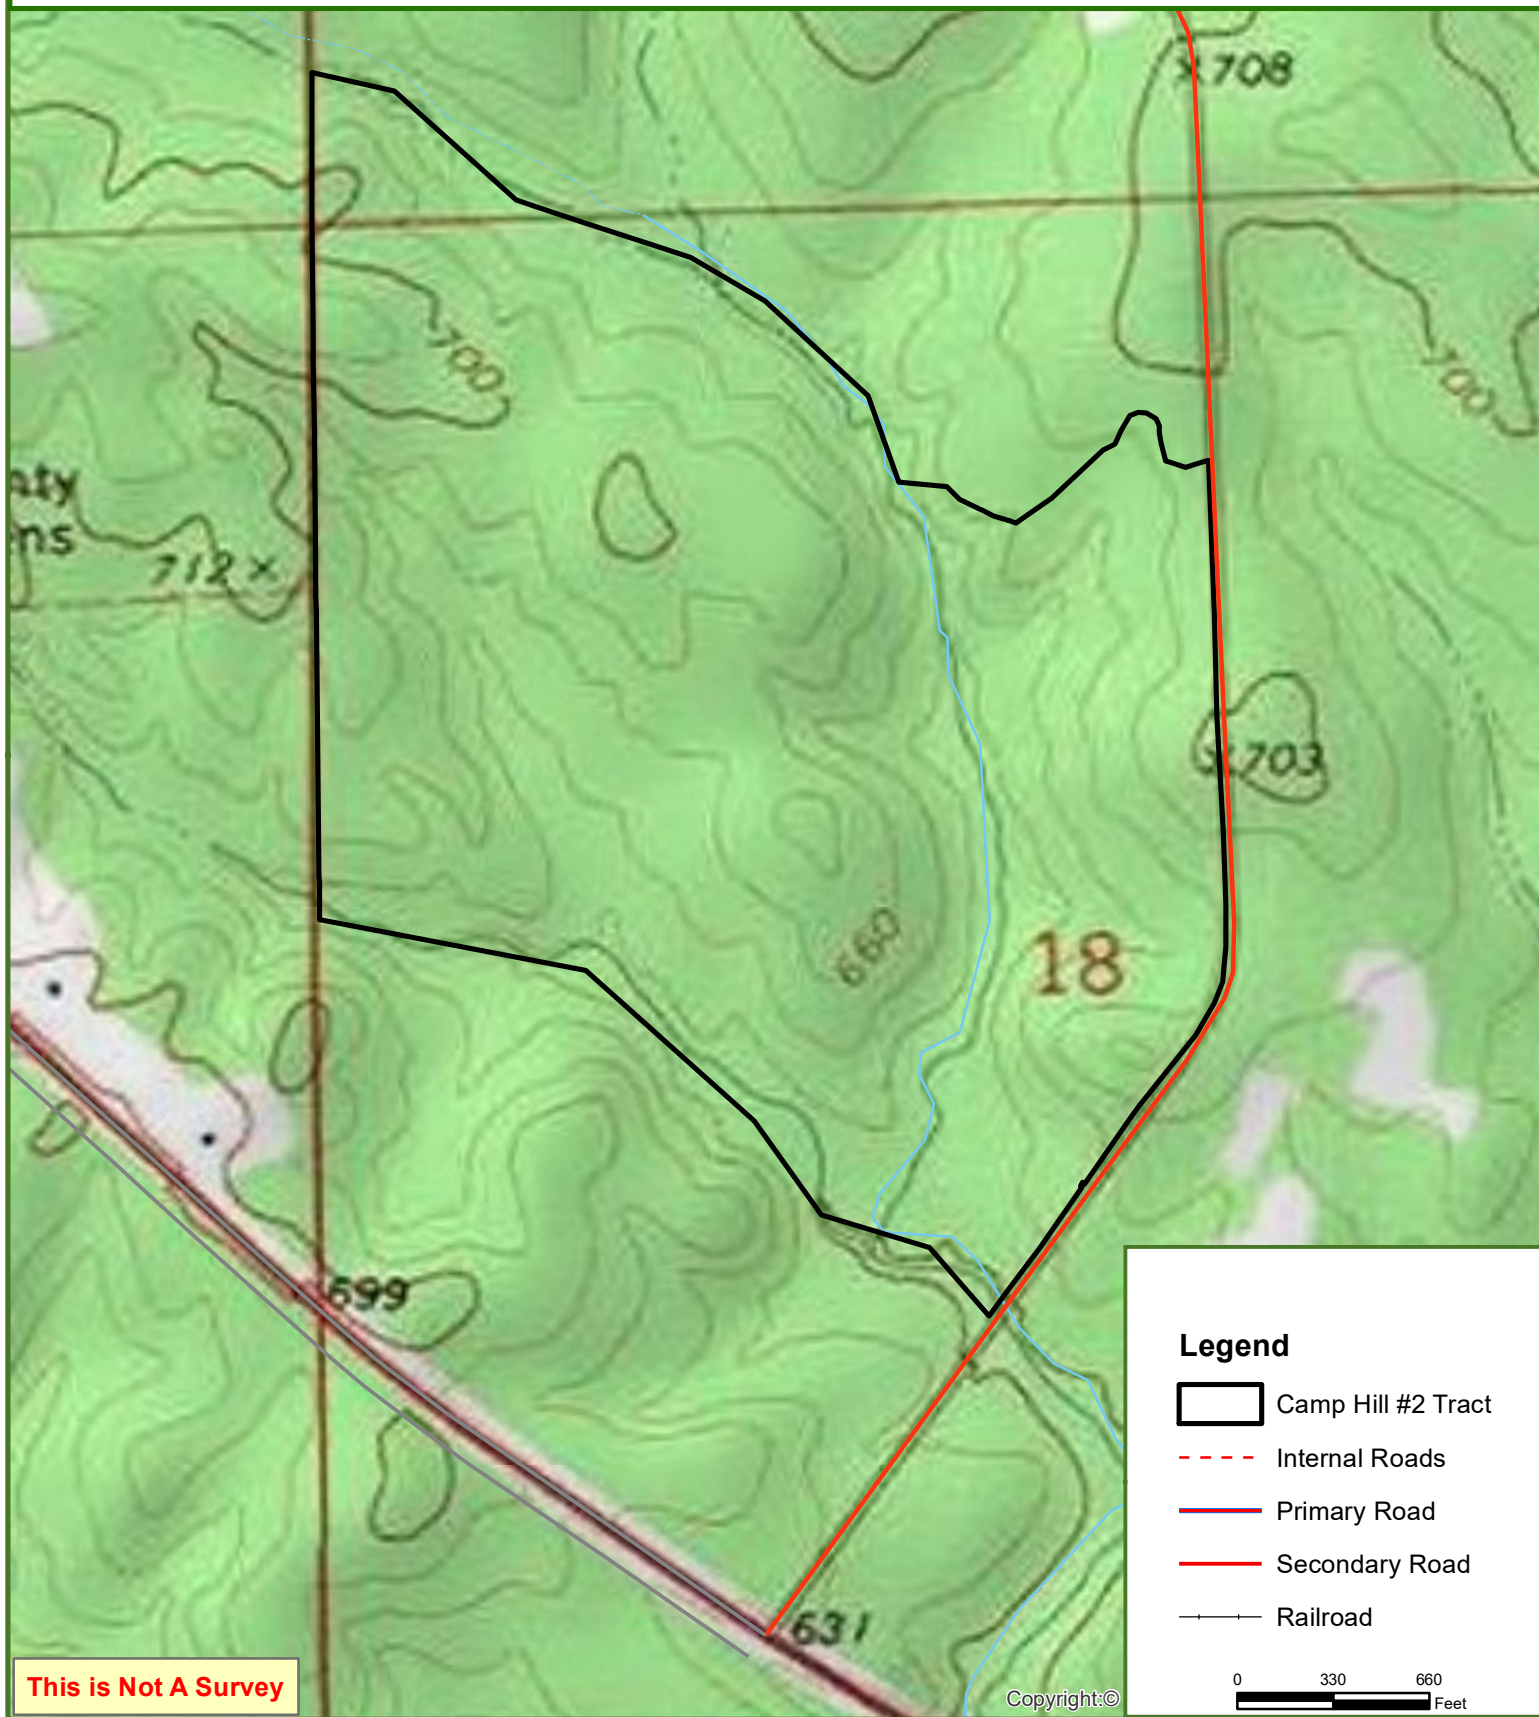 x 708
700
700
aty
ns
712 x
x 703
660
18
699
631
Legend
Camp Hill #2 Tract
Internal Roads
Primary Road
Secondary Road
Railroad
0 330 660
Feet
This is Not A Survey
Copyright:©